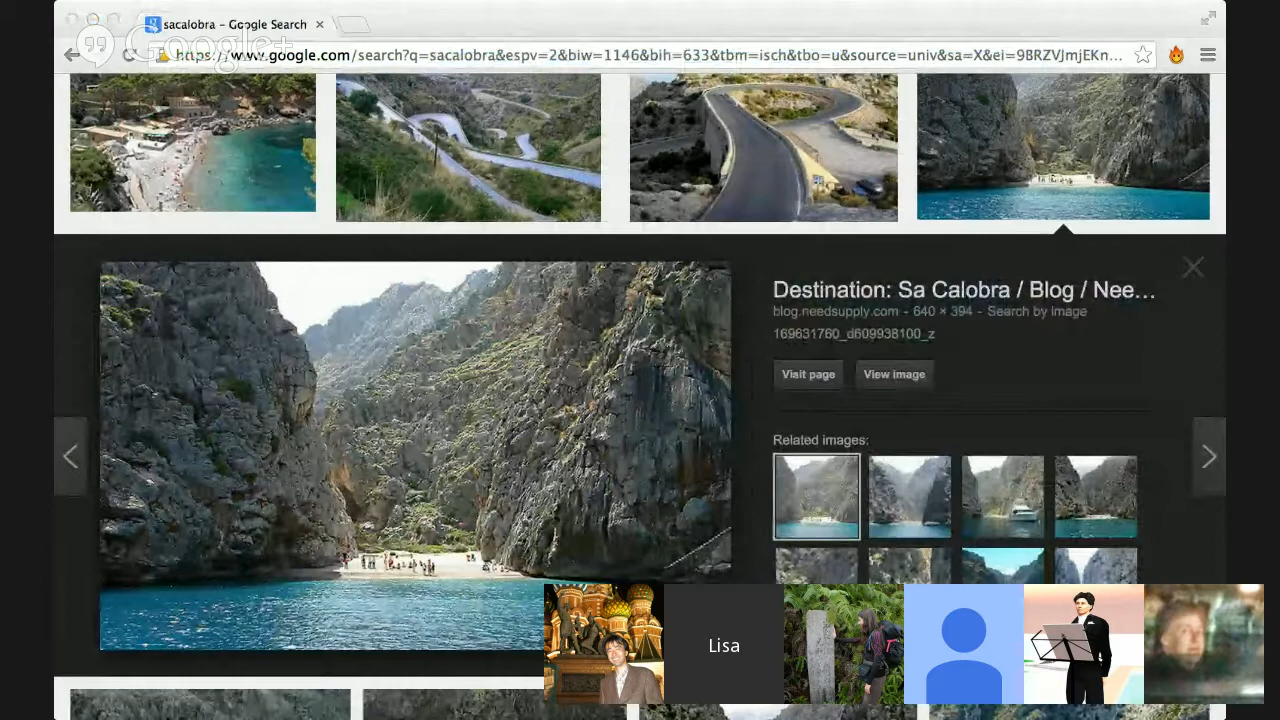 sacalobra – Google Search
Google+
https://www.google.com/search?q=sacalobra&espv=2&biw=1146&bih=633&tbm=isch&tbo=u&source=univ&sa=X&ei=9BRZVJmjEKn...
Destination: Sa Calobra / Blog / Nee...
blog.needsupply.com - 640 × 394 - Search by image
169631760_d609938100_z
Visit page
View image
Related images:
Lisa